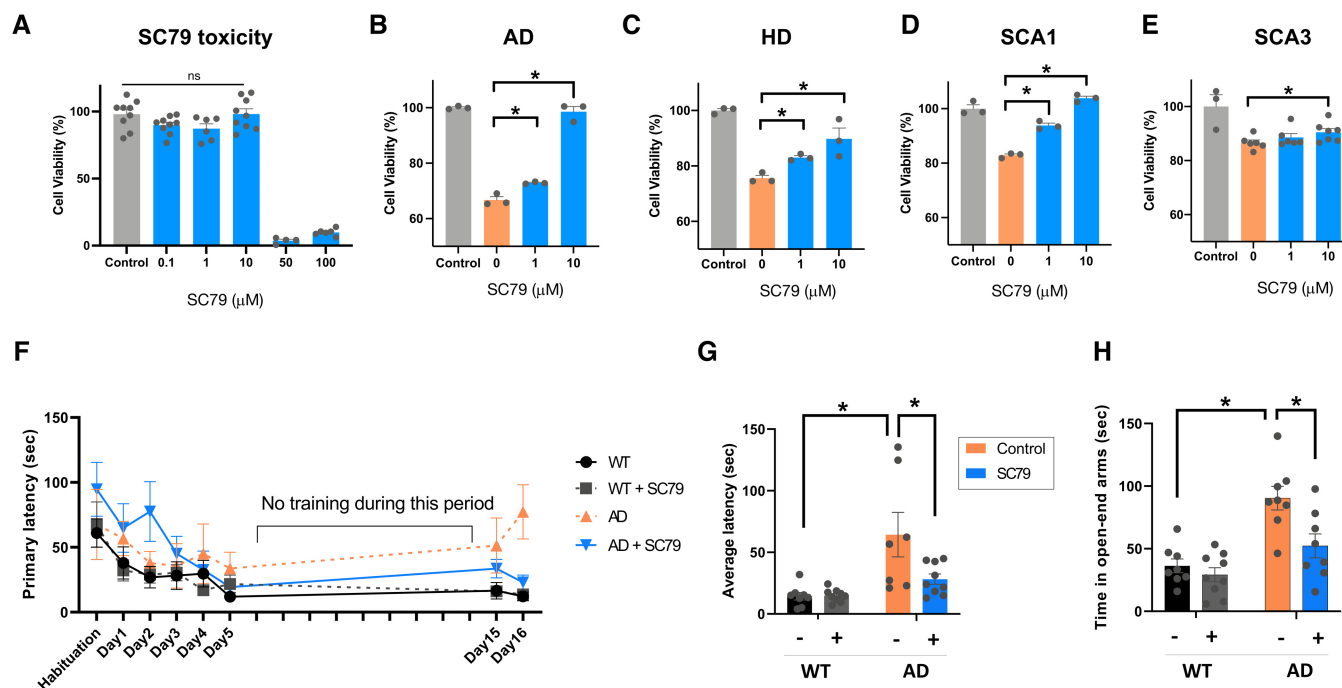 A
SC79 toxicity
ns
Cell Viability (%)
100
50
0
Control 0.1 1 10 50 100
SC79 (μM)
B
AD
*
*
Cell Viability (%)
100
80
60
Control 0 1 10
SC79 (μM)
C
HD
*
*
Cell Viability (%)
100
80
60
Control 0 1 10
SC79 (μM)
D
SCA1
*
*
Cell Viability (%)
100
80
60
Control 0 1 10
SC79 (μM)
E
SCA3
*
Cell Viability (%)
100
80
60
Control 0 1 10
SC79 (μM)
F
Primary latency (sec)
150
100
50
0
No training during this period
Habituation
Day1
Day2
Day3
Day4
Day5
Day15
Day16
WT
WT + SC79
AD
AD + SC79
G
Average latency (sec)
150
100
50
0
*
*
- + - +
WT AD
Control
SC79
H
Time in open-end arms (sec)
150
100
50
0
*
*
- + - +
WT AD